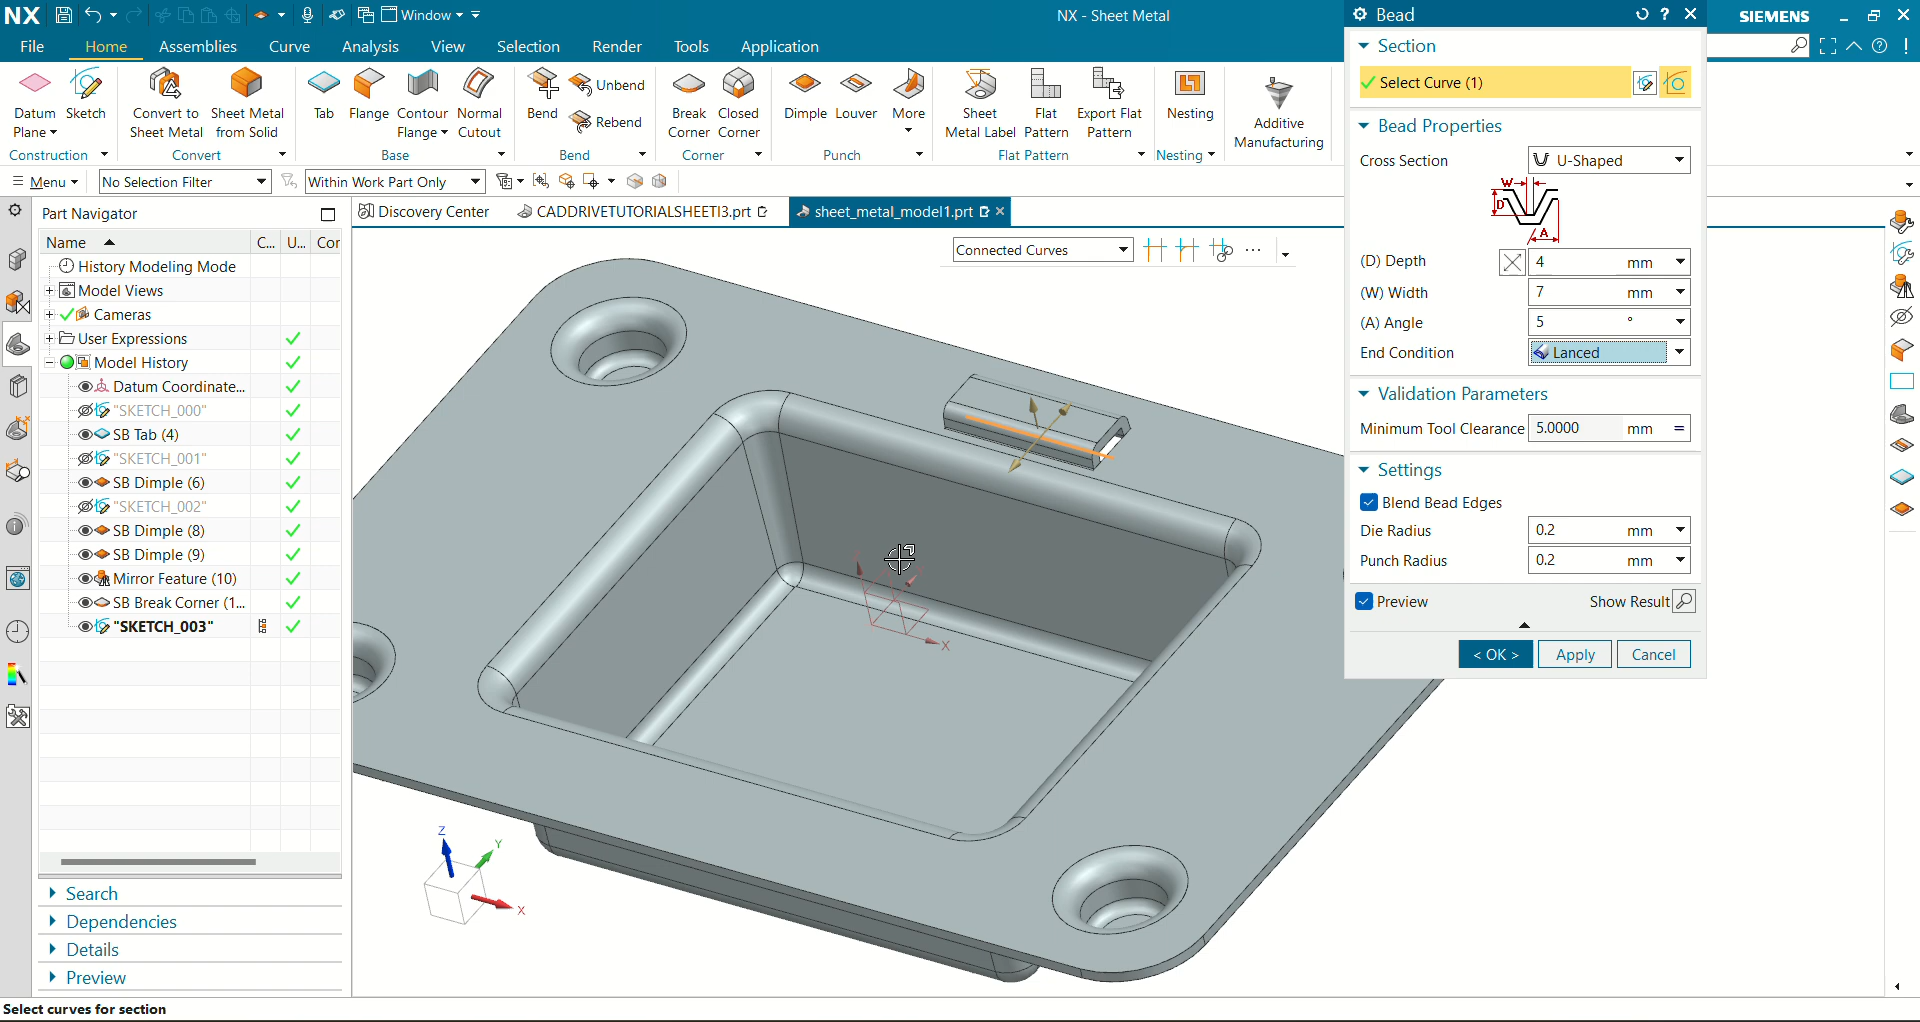 NX
Window
NX - Sheet Metal
Bead
SIEMENS
File
Home
Assemblies
Curve
Analysis
View
Selection
Render
Tools
Application
Datum Plane
Sketch
Convert to Sheet Metal
Sheet Metal from Solid
Tab
Flange
Contour Flange
Normal Cutout
Bend
Unbend
Rebend
Break Corner
Closed Corner
Dimple
Louver
More
Sheet Metal Label
Flat Pattern
Export Flat Pattern
Nesting
Additive Manufacturing
Construction
Convert
Base
Bend
Corner
Punch
Flat Pattern
Nesting
Menu
No Selection Filter
Within Work Part Only
Part Navigator
Discovery Center
CADDRIVETUTORIALSHEETI3.prt
sheet_metal_model1.prt
Connected Curves
Name
C...
U...
Cor
History Modeling Mode
Model Views
Cameras
User Expressions
Model History
Datum Coordinate...
"SKETCH_000"
SB Tab (4)
"SKETCH_001"
SB Dimple (6)
"SKETCH_002"
SB Dimple (8)
SB Dimple (9)
Mirror Feature (10)
SB Break Corner (1...
"SKETCH_003"
Search
Dependencies
Details
Preview
X
Z
Y
X
Section
Select Curve (1)
Bead Properties
Cross Section
U-Shaped
W
D
A
(D) Depth
4 mm
(W) Width
7 mm
(A) Angle
5 °
End Condition
Lanced
Validation Parameters
Minimum Tool Clearance
5.0000 mm =
Settings
Blend Bead Edges
Die Radius
0.2 mm
Punch Radius
0.2 mm
Preview
Show Result
< OK >
Apply
Cancel
Select curves for section